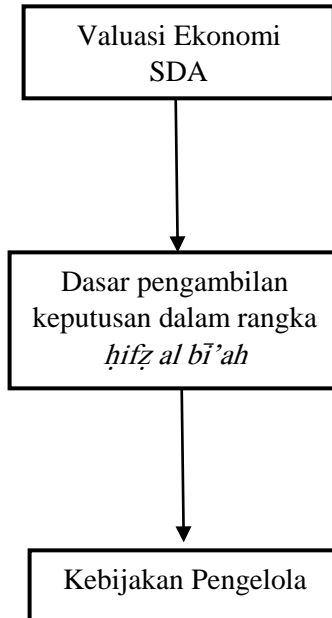 Valuasi Ekonomi
SDA
Dasar pengambilan
keputusan dalam rangka
ḥifẓ al bī’ah
Kebijakan Pengelola